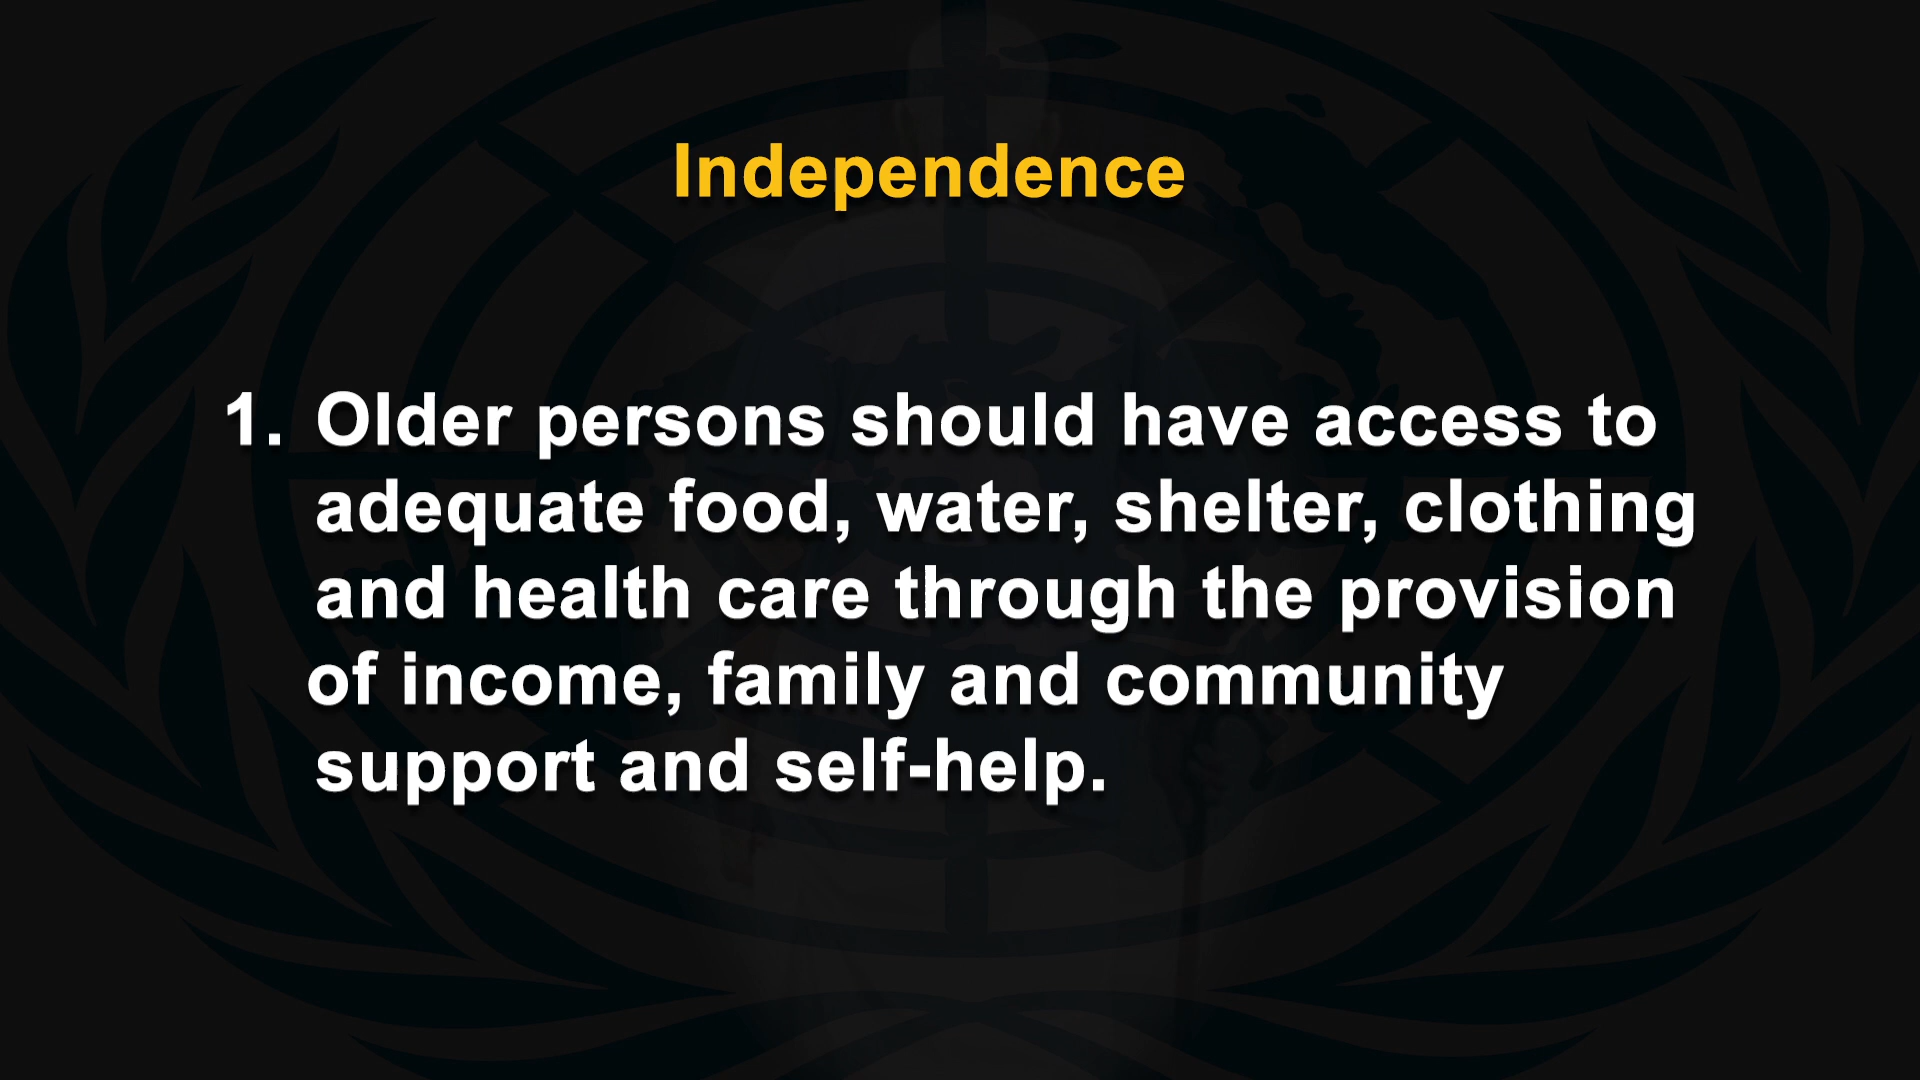 Independence
1. Older persons should have access to
adequate food, water, shelter, clothing
and health care through the provision
of income, family and community
support and self-help.